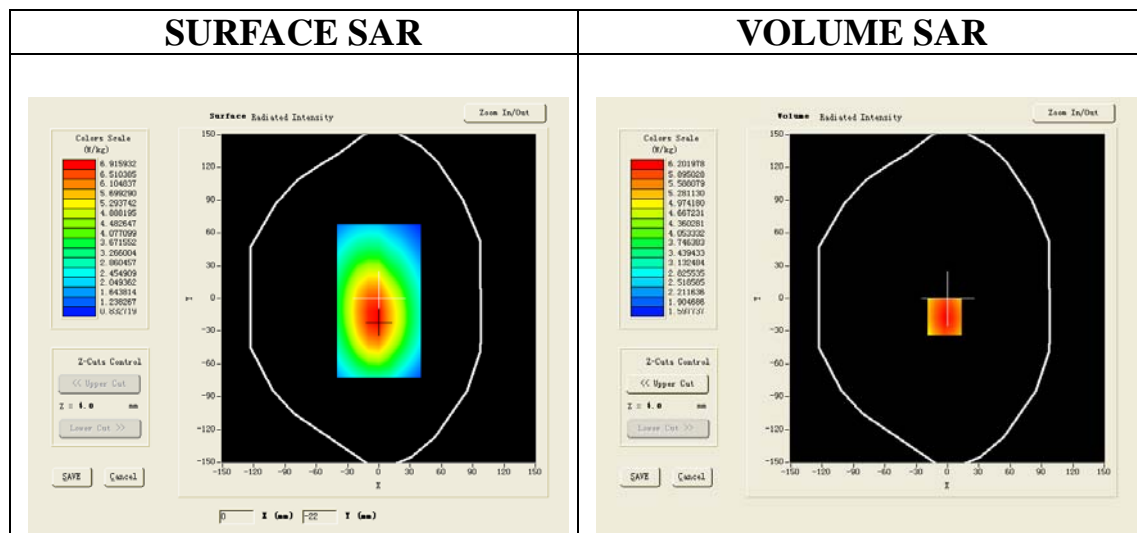 SURFACE SAR
VOLUME SAR
Surface Radiated Intensity
Zoom In/Out
Colors Scale
(W/kg)
6.915932
6.510385
6.104837
5.699290
5.293742
4.888195
4.482647
4.077099
3.671552
3.266004
2.860457
2.454909
2.049362
1.643814
1.238267
0.832719
150
120
90
60
30
0
-30
-60
-90
-120
-150
Y
-150 -120 -90 -60 -30 0 30 60 90 120 150
X
Z-Cuts Control
<< Upper Cut
Z = mm
Lower Cut >>
SAVE Cancel
0 X (mm) -22 Y (mm)
Volume Radiated Intensity
Zoom In/Out
Colors Scale
(W/kg)
6.201978
5.895028
5.588079
5.281130
4.974180
4.667231
4.360281
4.053332
3.746383
3.439433
3.132484
2.825535
2.518585
2.211636
1.904686
1.597737
150
120
90
60
30
0
-30
-60
-90
-120
-150
Y
-150 -120 -90 -60 -30 0 30 60 90 120 150
X
Z-Cuts Control
<< Upper Cut
Z = mm
Lower Cut >>
SAVE Cancel